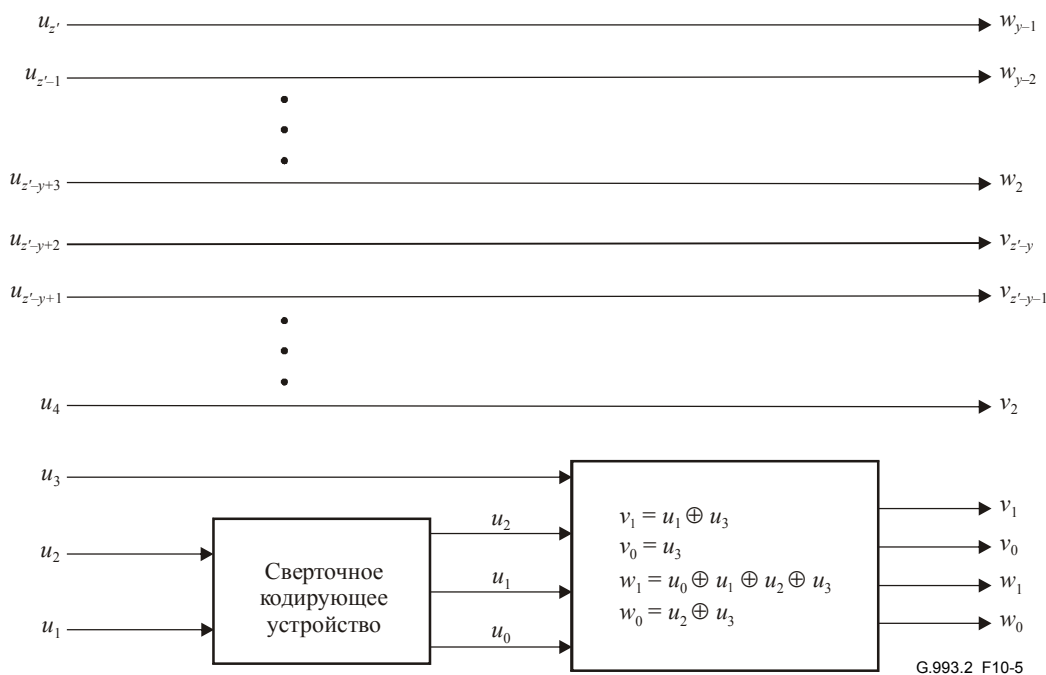 u_{z′} w_{y–1}
u_{z′–1} w_{y–2}
u_{z′–y+3} w_2
u_{z′–y+2} v_{z′–y}
u_{z′–y+1} v_{z′–y–1}
u_4 v_2
u_3
u_2
u_1
Сверточное
кодирующее
устройство
u_2
u_1
u_0
v_1 = u_1 ⊕ u_3
v_0 = u_3
w_1 = u_0 ⊕ u_1 ⊕ u_2 ⊕ u_3
w_0 = u_2 ⊕ u_3
v_1
v_0
w_1
w_0
G.993.2_F10-5